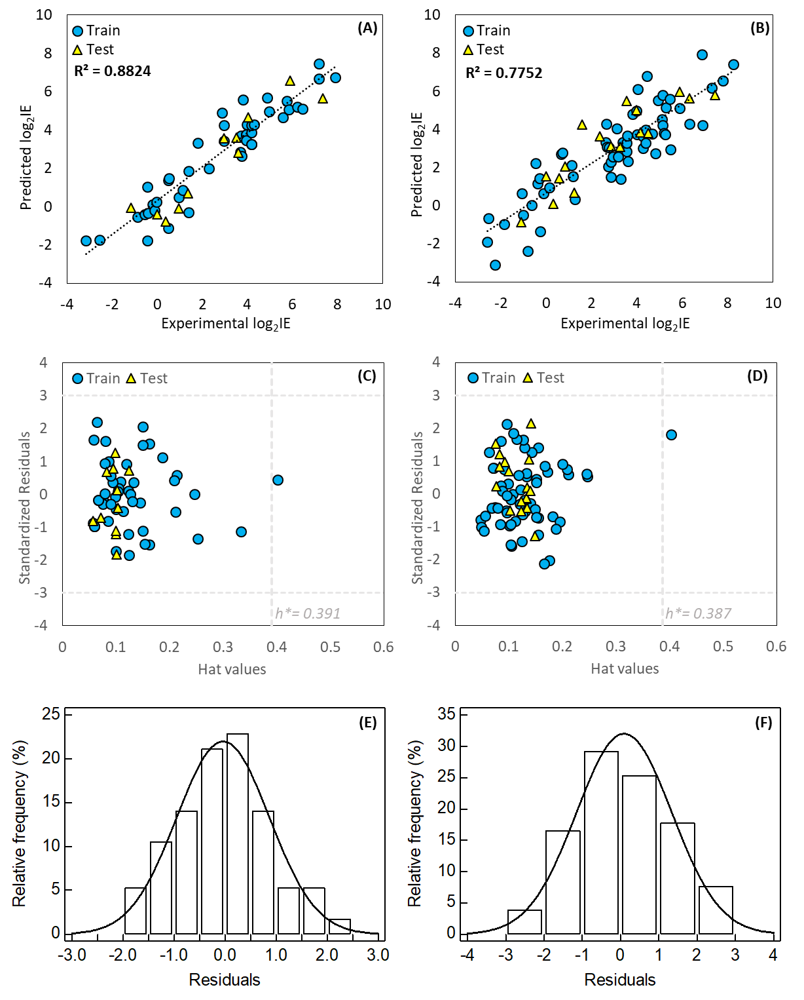 (A)
Train
Test
R² = 0.8824
10
8
6
4
2
0
-2
-4
-4 -2 0 2 4 6 8 10
Predicted log2IE
Experimental log2IE
(B)
Train
Test
R² = 0.7752
10
8
6
4
2
0
-2
-4
-4 -2 0 2 4 6 8 10
Predicted log2IE
Experimental log2IE
(C)
Train Test
4
3
2
1
0
-1
-2
-3
-4
h*= 0.391
0 0.1 0.2 0.3 0.4 0.5 0.6
Standardized Residuals
Hat values
(D)
Train Test
4
3
2
1
0
-1
-2
-3
-4
h*= 0.387
0 0.1 0.2 0.3 0.4 0.5 0.6
Standardized Residuals
Hat values
(E)
25
20
15
10
5
0
-3.0 -2.0 -1.0 0.0 1.0 2.0 3.0
Relative frequency (%)
Residuals
(F)
35
30
25
20
15
10
5
0
-4 -3 -2 -1 0 1 2 3 4
Relative frequency (%)
Residuals